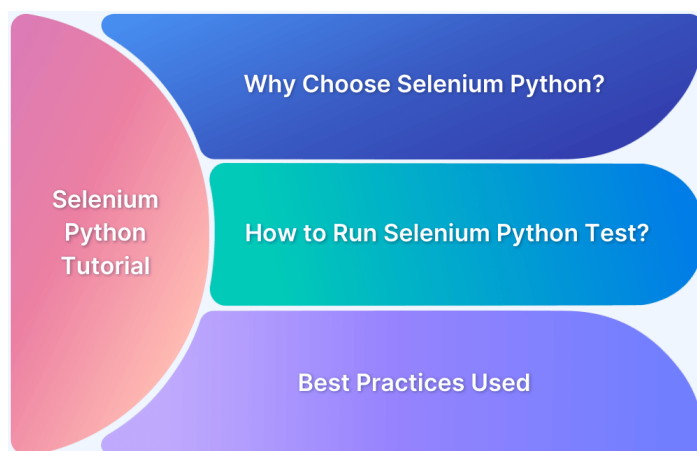 Selenium
Python
Tutorial
Why Choose Selenium Python?
How to Run Selenium Python Test?
Best Practices Used